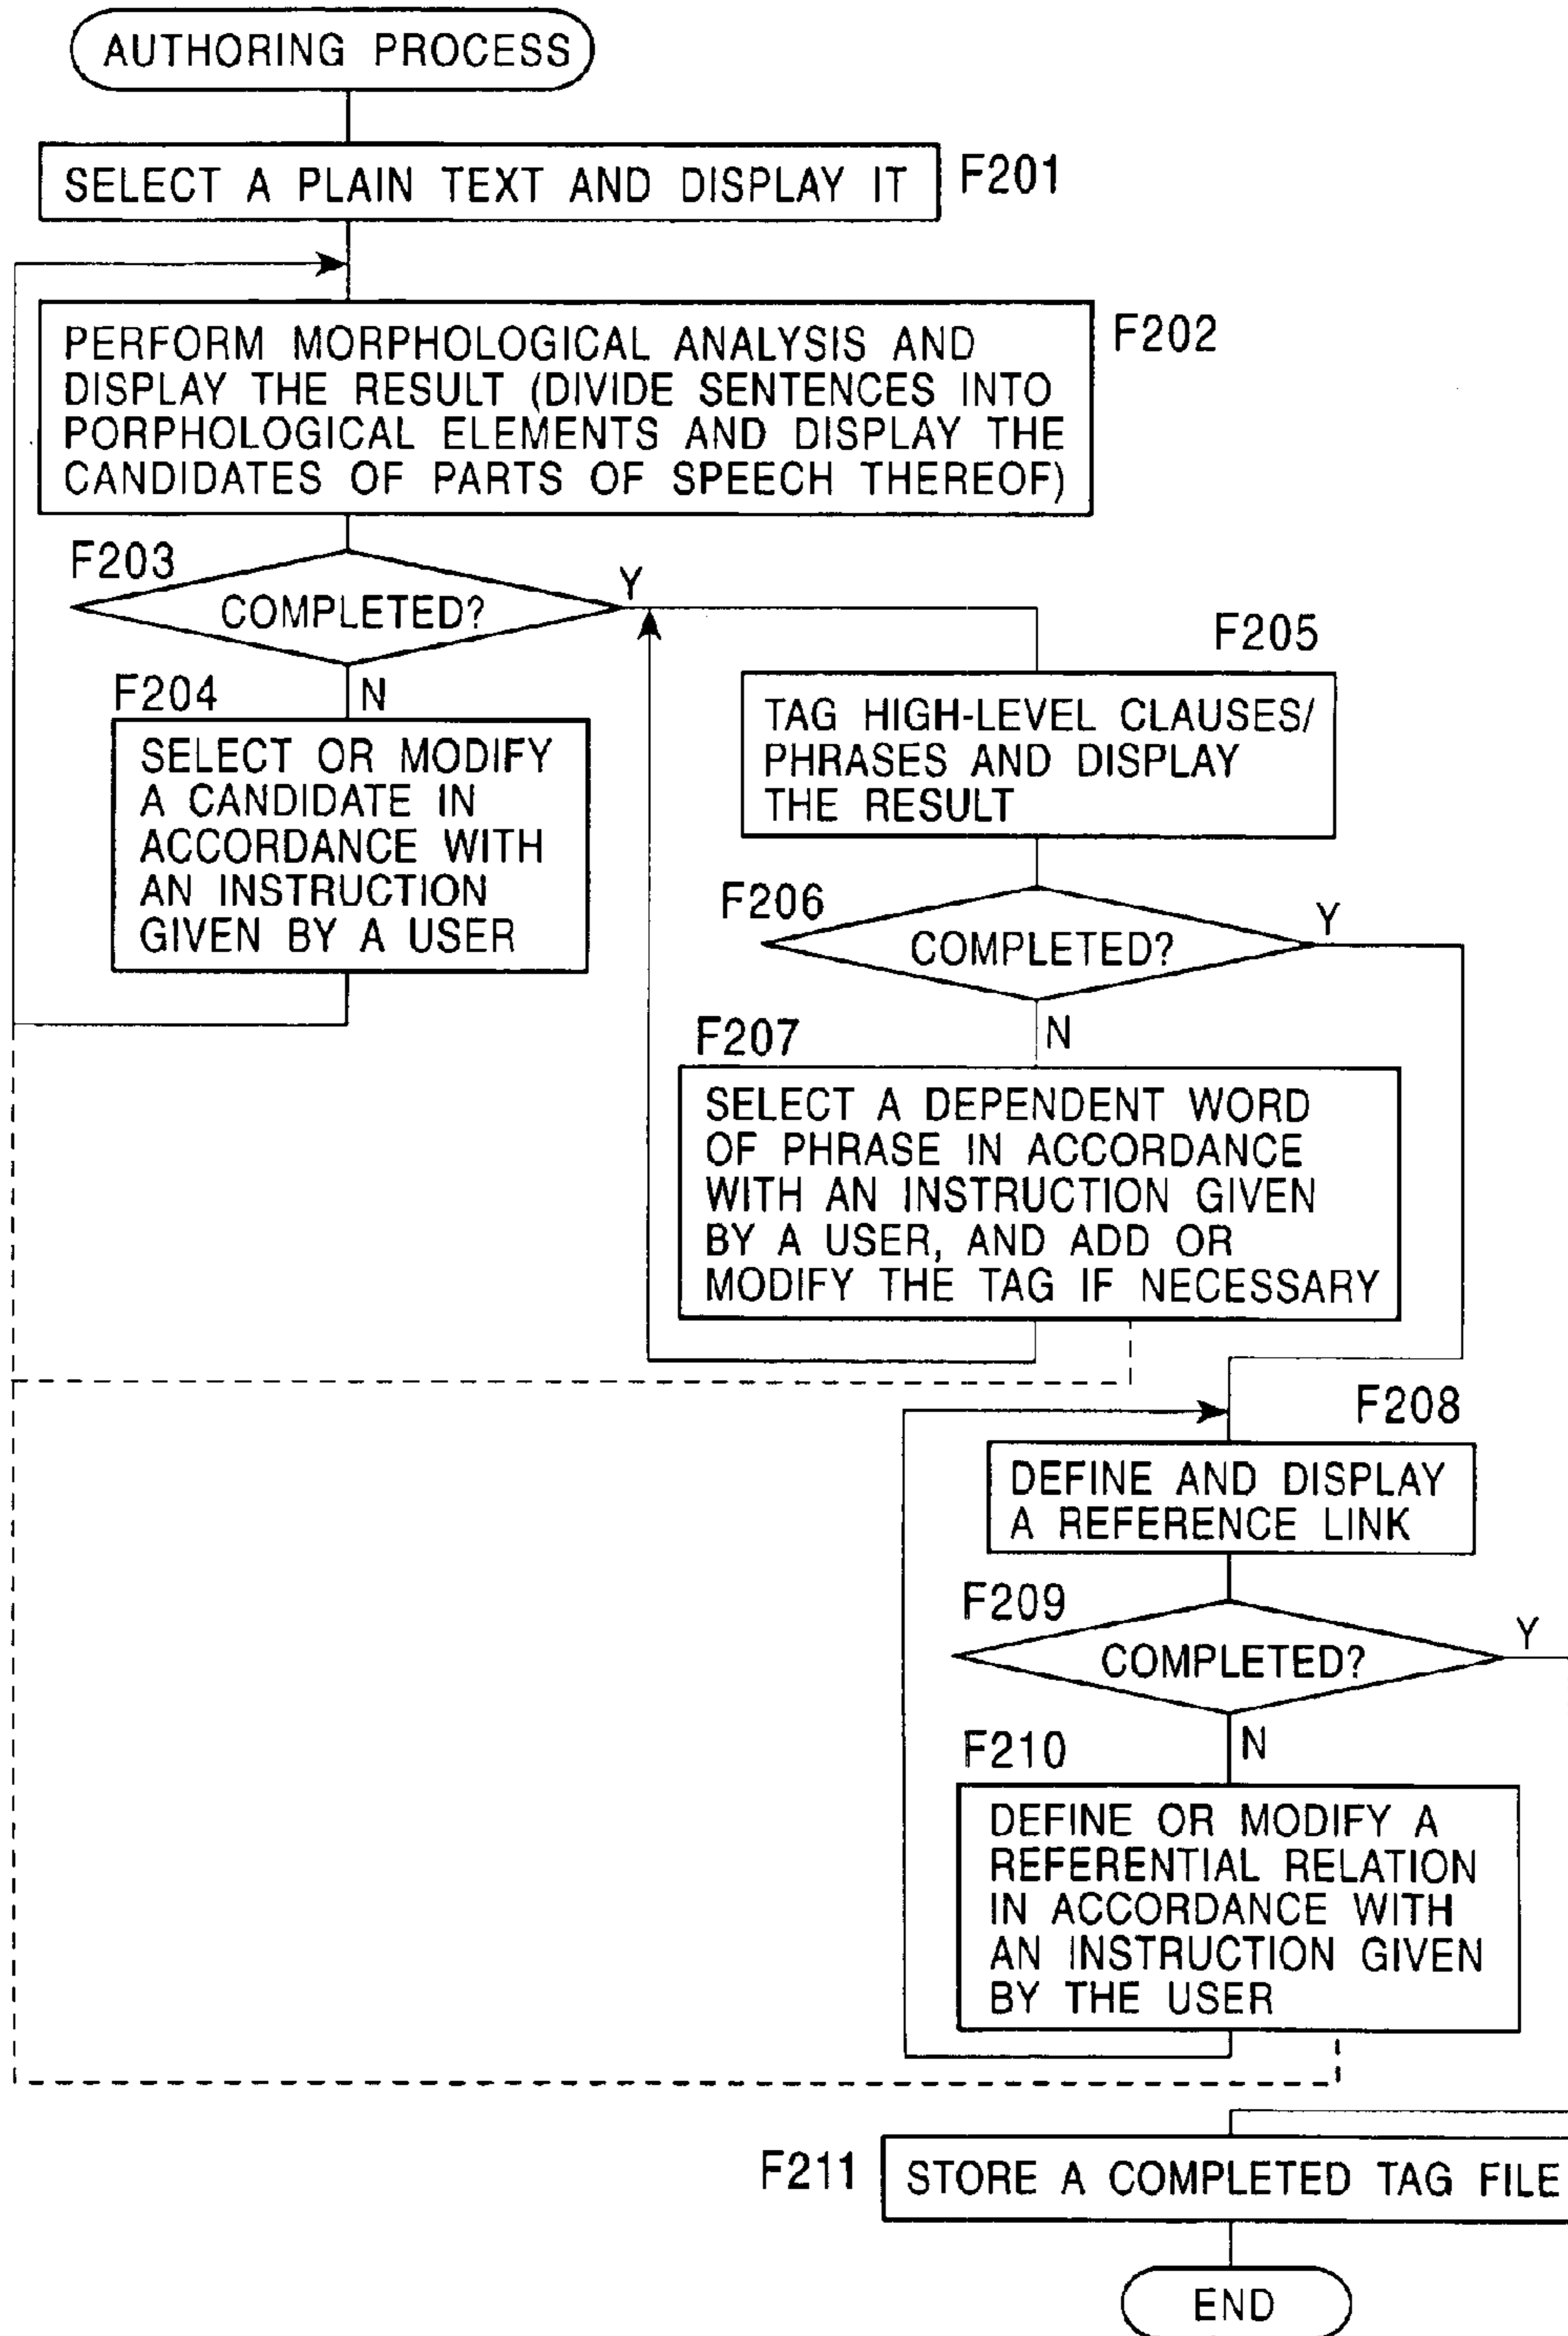 AUTHORING PROCESS
SELECT A PLAIN TEXT AND DISPLAY IT
F201
F202
PERFORM MORPHOLOGICAL ANALYSIS AND
DISPLAY THE RESULT (DIVIDE SENTENCES INTO
PORPHOLOGICAL ELEMENTS AND DISPLAY THE
CANDIDATES OF PARTS OF SPEECH THEREOF)
F203
COMPLETED?
Y
N
F204
SELECT OR MODIFY
A CANDIDATE IN
ACCORDANCE WITH
AN INSTRUCTION
GIVEN BY A USER
F205
TAG HIGH-LEVEL CLAUSES/
PHRASES AND DISPLAY
THE RESULT
F206
COMPLETED?
Y
N
F207
SELECT A DEPENDENT WORD
OF PHRASE IN ACCORDANCE
WITH AN INSTRUCTION GIVEN
BY A USER, AND ADD OR
MODIFY THE TAG IF NECESSARY
F208
DEFINE AND DISPLAY
A REFERENCE LINK
F209
COMPLETED?
Y
N
F210
DEFINE OR MODIFY A
REFERENTIAL RELATION
IN ACCORDANCE WITH
AN INSTRUCTION GIVEN
BY THE USER
F211
STORE A COMPLETED TAG FILE
END